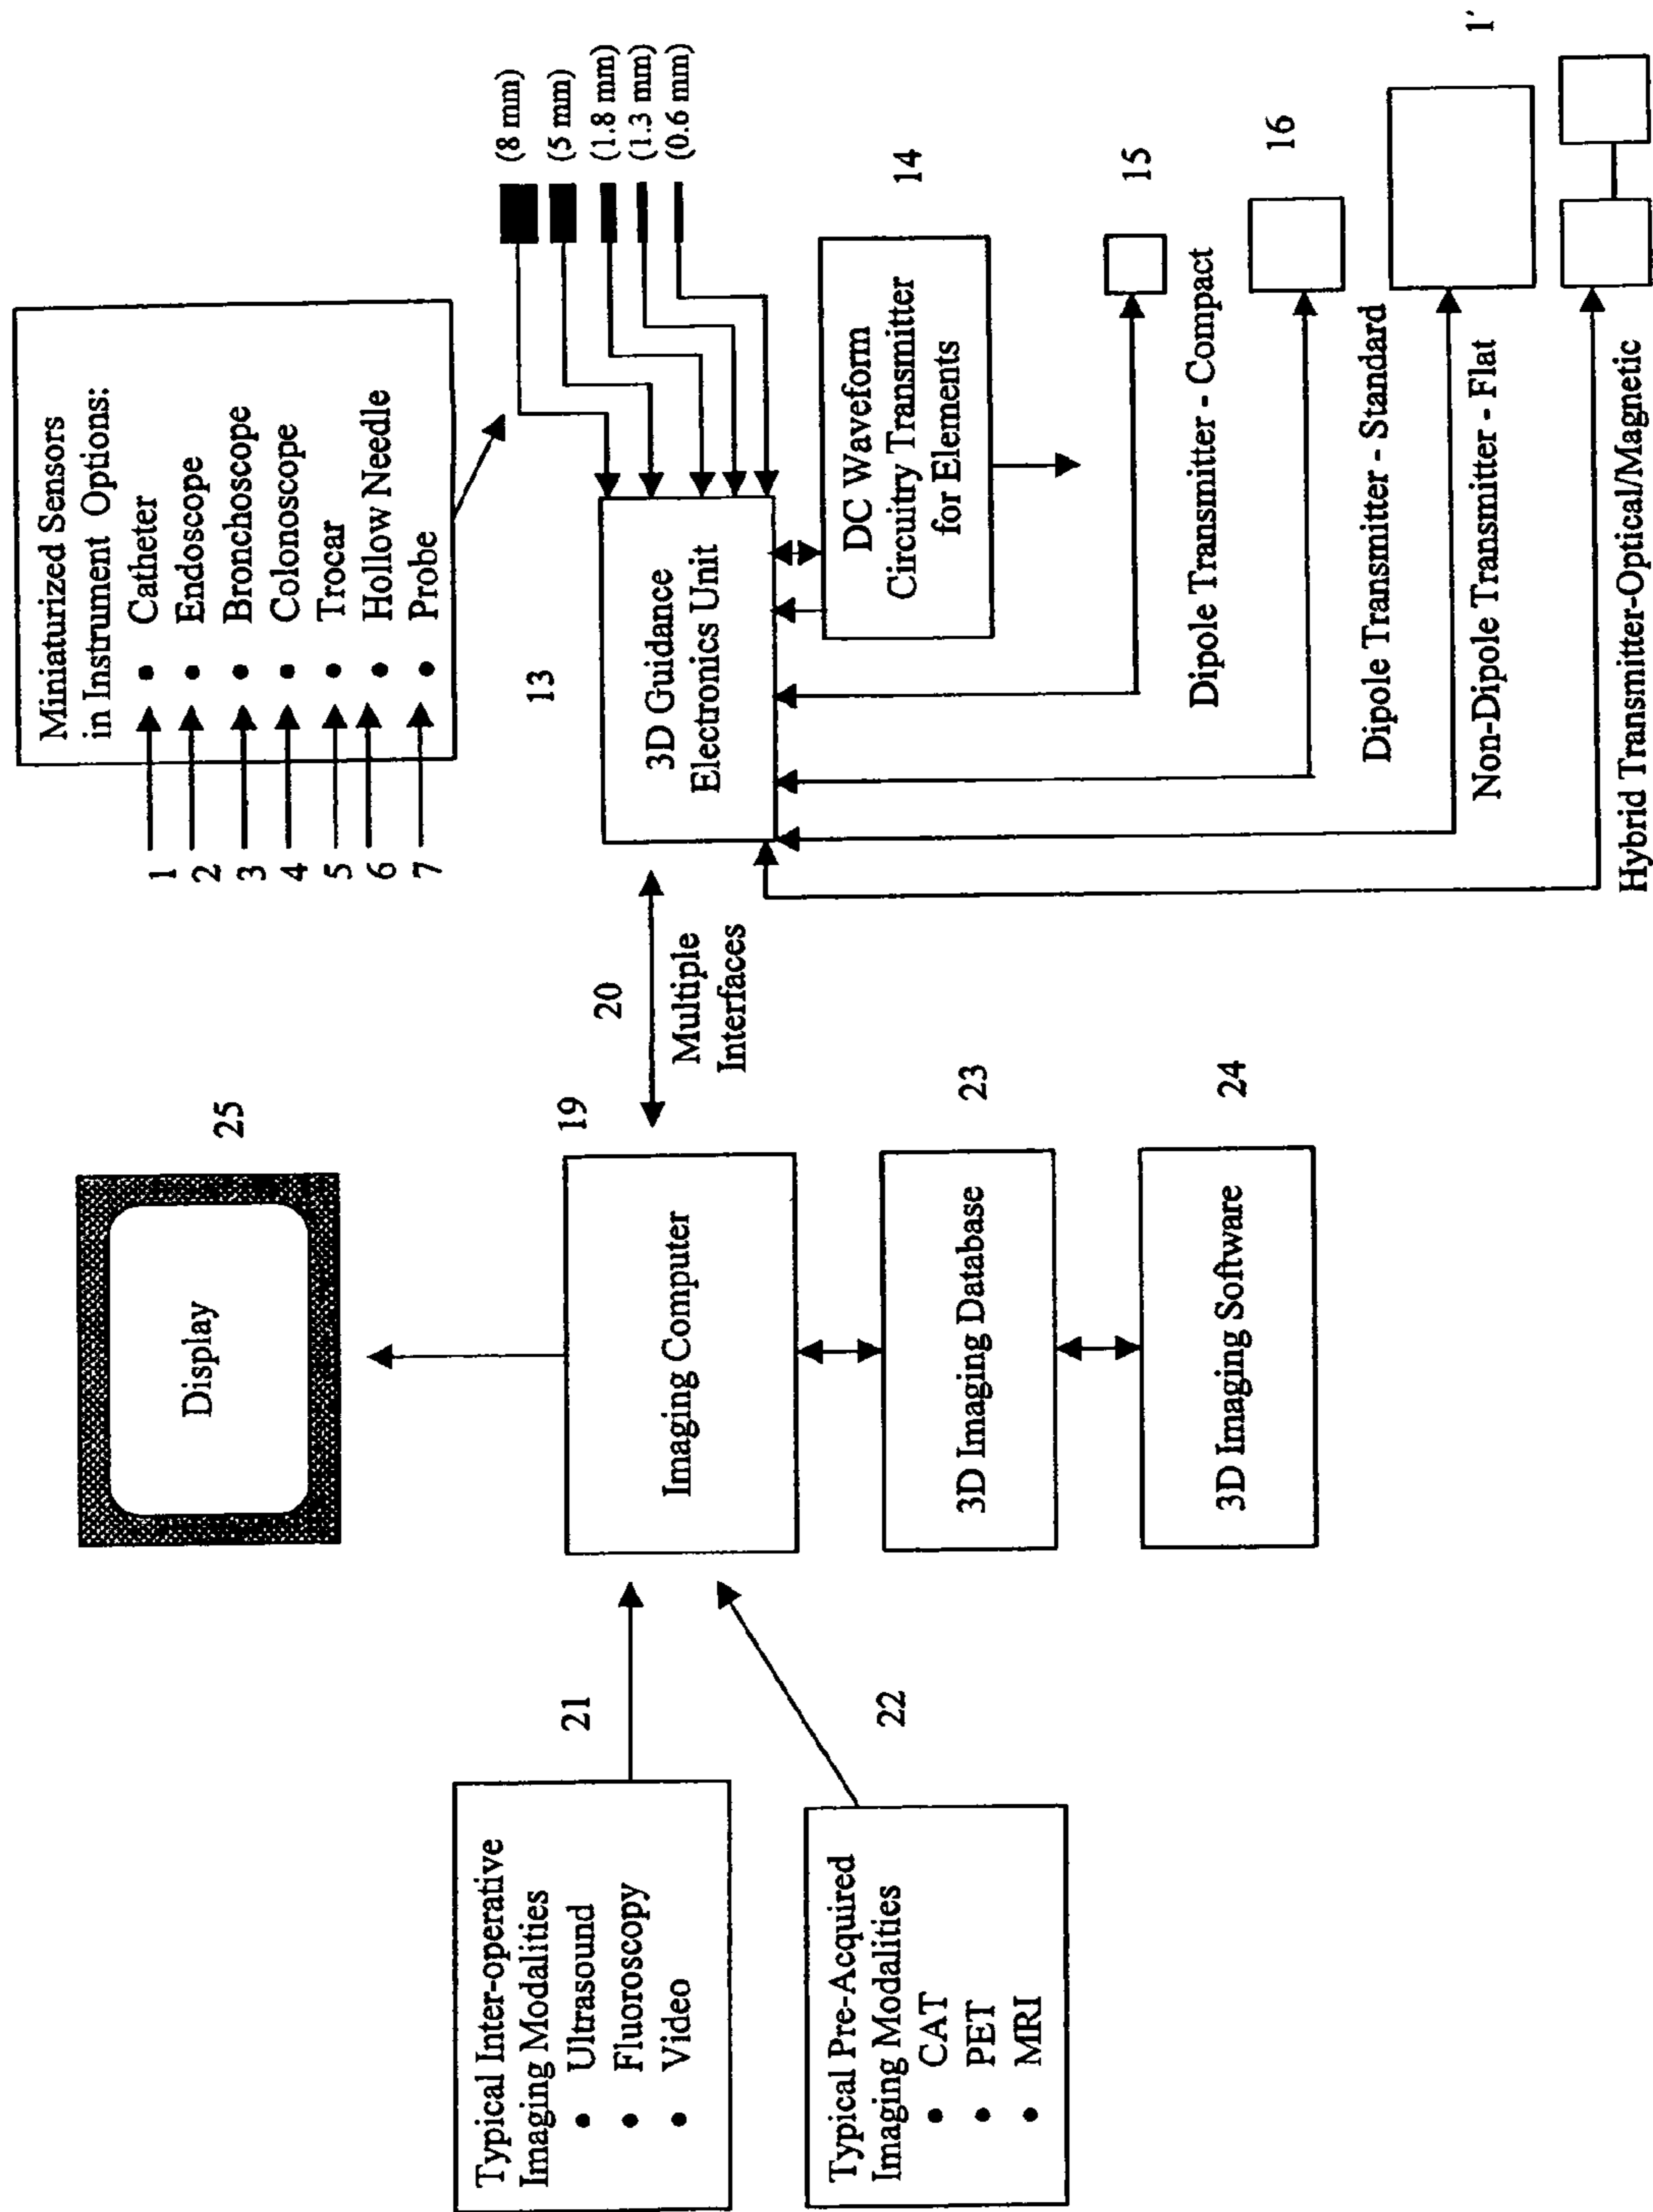 Typical Inter-operative
Imaging Modalities
• Ultrasound
• Fluoroscopy
• Video
21
Typical Pre-Acquired
Imaging Modalities
• CAT
• PET
• MRI
22
Display
25
Imaging Computer
19
3D Imaging Database
23
3D Imaging Software
24
20
Multiple
Interfaces
Miniaturized Sensors
in Instrument Options:
1 • Catheter
2 • Endoscope
3 • Bronchoscope
4 • Colonoscope
5 • Trocar
6 • Hollow Needle
7 • Probe
(8 mm)
(5 mm)
(1.8 mm)
(1.3 mm)
(0.6 mm)
13
3D Guidance
Electronics Unit
14
DC Waveform
Circuitry Transmitter
for Elements
15
Dipole Transmitter - Compact
16
Dipole Transmitter - Standard
1'
Non-Dipole Transmitter - Flat
Hybrid Transmitter-Optical/Magnetic